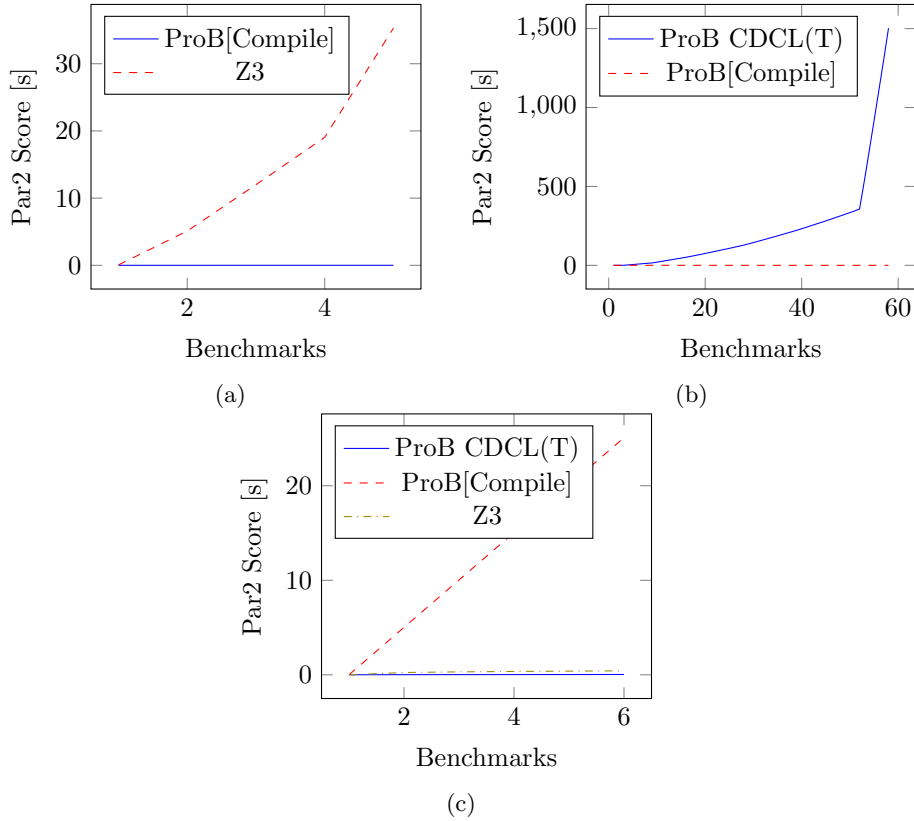 ProB[Compile]
Z3
30
20
10
0
2
4
Par2 Score [s]
Benchmarks
(a)
ProB CDCL(T)
ProB[Compile]
1,500
1,000
500
0
0
20
40
60
Par2 Score [s]
Benchmarks
(b)
ProB CDCL(T)
ProB[Compile]
Z3
20
10
0
2
4
6
Par2 Score [s]
Benchmarks
(c)